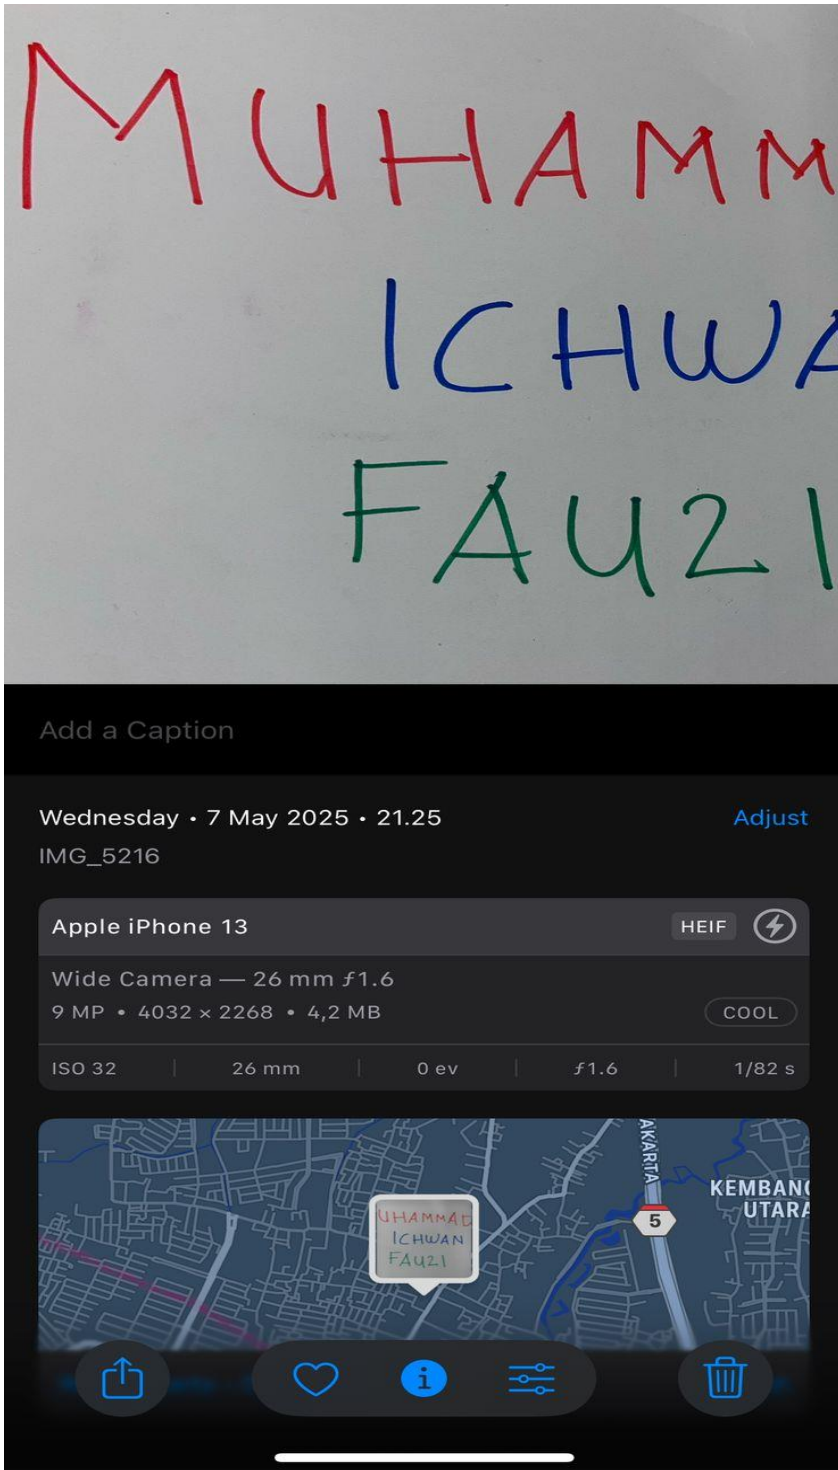 MUHAMM
ICHWA
FAUZI
Add a Caption
Wednesday • 7 May 2025 • 21.25
Adjust
IMG_5216
Apple iPhone 13
HEIF
Wide Camera — 26 mm ƒ1.6
9 MP • 4032 × 2268 • 4,2 MB
COOL
ISO 32 26 mm 0 ev ƒ1.6 1/82 s
AKARTA
KEMBANG
UTARA
5
UHAMMAD
ICHWAN
FAUZI